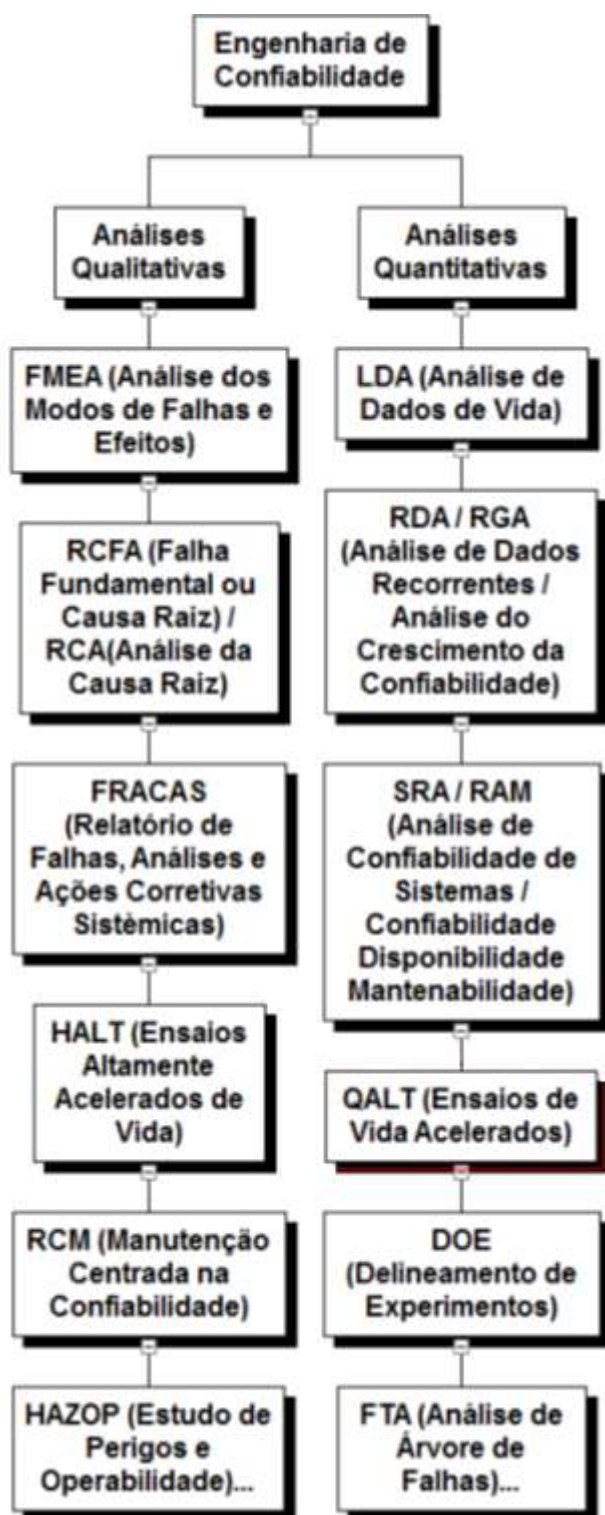 Engenharia de
Confiabilidade
Análises
Qualitativas
FMEA (Análise dos
Modos de Falhas e
Efeitos)
RCFA (Falha
Fundamental ou
Causa Raiz) /
RCA(Análise da
Causa Raiz)
FRACAS
(Relatório de
Falhas, Análises e
Ações Corretivas
Sistêmicas)
HALT (Ensaios
Altamente
Acelerados de
Vida)
RCM (Manutenção
Centrada na
Confiabilidade)
HAZOP (Estudo de
Perigos e
Operabilidade)...
Análises
Quantitativas
LDA (Análise de
Dados de Vida)
RDA / RGA
(Análise de Dados
Recorrentes /
Análise do
Crescimento da
Confiabilidade)
SRA / RAM
(Análise de
Confiabilidade de
Sistemas /
Confiabilidade
Disponibilidade
Mantenabilidade)
QALT (Ensaios de
Vida Acelerados)
DOE
(Delineamento de
Experimentos)
FTA (Análise de
Árvore de
Falhas)...